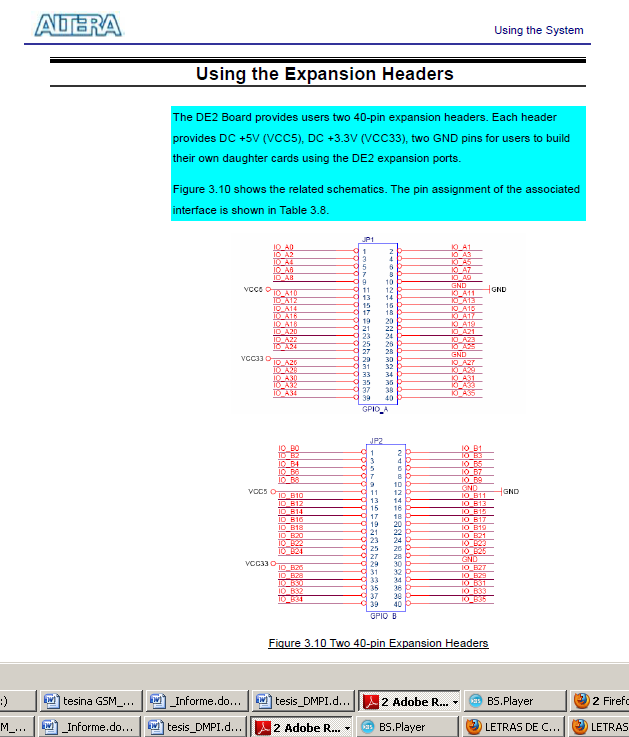 ALTERA
Using the System
Using the Expansion Headers
The DE2 Board provides users two 40-pin expansion headers. Each header
provides DC +5V (VCC5), DC +3.3V (VCC33), two GND pins for users to build
their own daughter cards using the DE2 expansion ports.
Figure 3.10 shows the related schematics. The pin assignment of the associated
interface is shown in Table 3.8.
JP1
IO_A0 1 2 IO_A1
IO_A2 3 4 IO_A3
IO_A4 5 6 IO_A5
IO_A6 7 8 IO_A7
IO_A8 9 10 IO_A9
VCC5 11 12 GND GND
IO_A10 13 14 IO_A11
IO_A12 15 16 IO_A13
IO_A14 17 18 IO_A15
IO_A16 19 20 IO_A17
IO_A18 21 22 IO_A19
IO_A20 23 24 IO_A21
IO_A22 25 26 IO_A23
IO_A24 27 28 IO_A25
VCC33 29 30 GND
IO_A26 31 32 IO_A27
IO_A28 33 34 IO_A29
IO_A30 35 36 IO_A31
IO_A32 37 38 IO_A33
IO_A34 39 40 IO_A35
GPIO_A
JP2
IO_B0 1 2 IO_B1
IO_B2 3 4 IO_B3
IO_B4 5 6 IO_B5
IO_B6 7 8 IO_B7
IO_B8 9 10 IO_B9
VCC5 11 12 GND GND
IO_B10 13 14 IO_B11
IO_B12 15 16 IO_B13
IO_B14 17 18 IO_B15
IO_B16 19 20 IO_B17
IO_B18 21 22 IO_B19
IO_B20 23 24 IO_B21
IO_B22 25 26 IO_B23
IO_B24 27 28 IO_B25
VCC33 29 30 GND
IO_B26 31 32 IO_B27
IO_B28 33 34 IO_B29
IO_B30 35 36 IO_B31
IO_B32 37 38 IO_B33
IO_B34 39 40 IO_B35
GPIO_B
Figure 3.10 Two 40-pin Expansion Headers
:) tesina GSM_... _Informe.do... tesis_DMPI.d... 2 Adobe R... BS.Player 2 Firefo
M_... _Informe.do... tesis_DMPI.d... 2 Adobe R... BS.Player LETRAS DE C... LETRAS